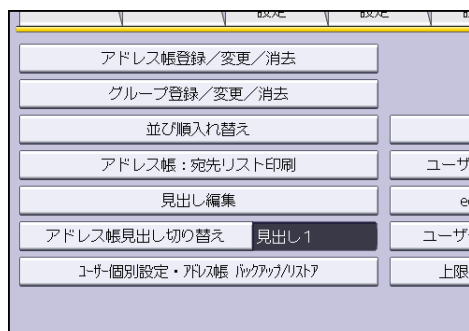 設定
設定
アドレス帳登録／変更／消去
グループ登録／変更／消去
並び順入れ替え
アドレス帳：宛先リスト印刷
ユーザ
見出し編集
アドレス帳見出し切り替え 見出し1
ユーザ
ユーザー個別設定・アドレス帳 バックアップ/リストア
上限